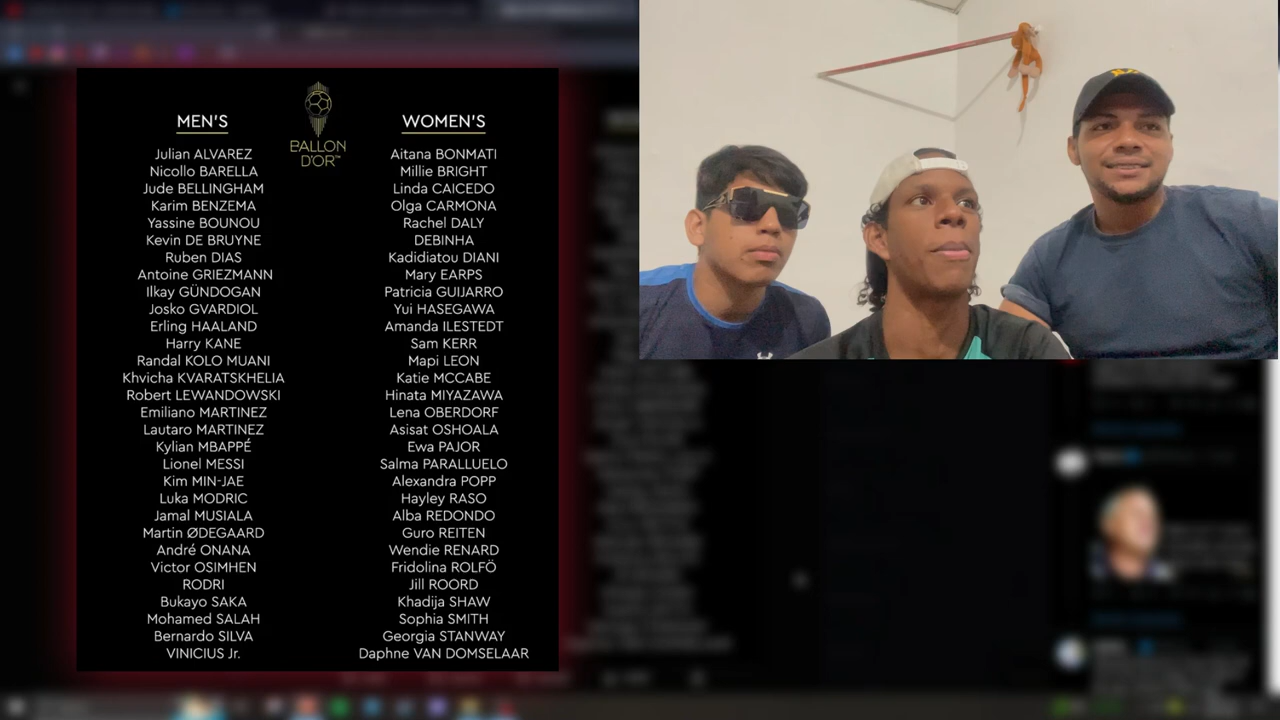 MEN'S
Julian ALVAREZ
Nicollo BARELLA
Jude BELLINGHAM
Karim BENZEMA
Yassine BOUNOU
Kevin DE BRUYNE
Ruben DIAS
Antoine GRIEZMANN
Ilkay GÜNDOGAN
Josko GVARDIOL
Erling HAALAND
Harry KANE
Randal KOLO MUANI
Khvicha KVARATSKHELIA
Robert LEWANDOWSKI
Emiliano MARTINEZ
Lautaro MARTINEZ
Kylian MBAPPÉ
Lionel MESSI
Kim MIN-JAE
Luka MODRIC
Jamal MUSIALA
Martin ØDEGAARD
André ONANA
Victor OSIMHEN
RODRI
Bukayo SAKA
Mohamed SALAH
Bernardo SILVA
VINICIUS Jr.
BALLON
D'OR™
WOMEN'S
Aitana BONMATI
Millie BRIGHT
Linda CAICEDO
Olga CARMONA
Rachel DALY
DEBINHA
Kadidiatou DIANI
Mary EARPS
Patricia GUIJARRO
Yui HASEGAWA
Amanda ILESTEDT
Sam KERR
Mapi LEON
Katie MCCABE
Hinata MIYAZAWA
Lena OBERDORF
Asisat OSHOALA
Ewa PAJOR
Salma PARALLUELO
Alexandra POPP
Hayley RASO
Alba REDONDO
Guro REITEN
Wendie RENARD
Fridolina ROLFÖ
Jill ROORD
Khadija SHAW
Sophia SMITH
Georgia STANWAY
Daphne VAN DOMSELAAR